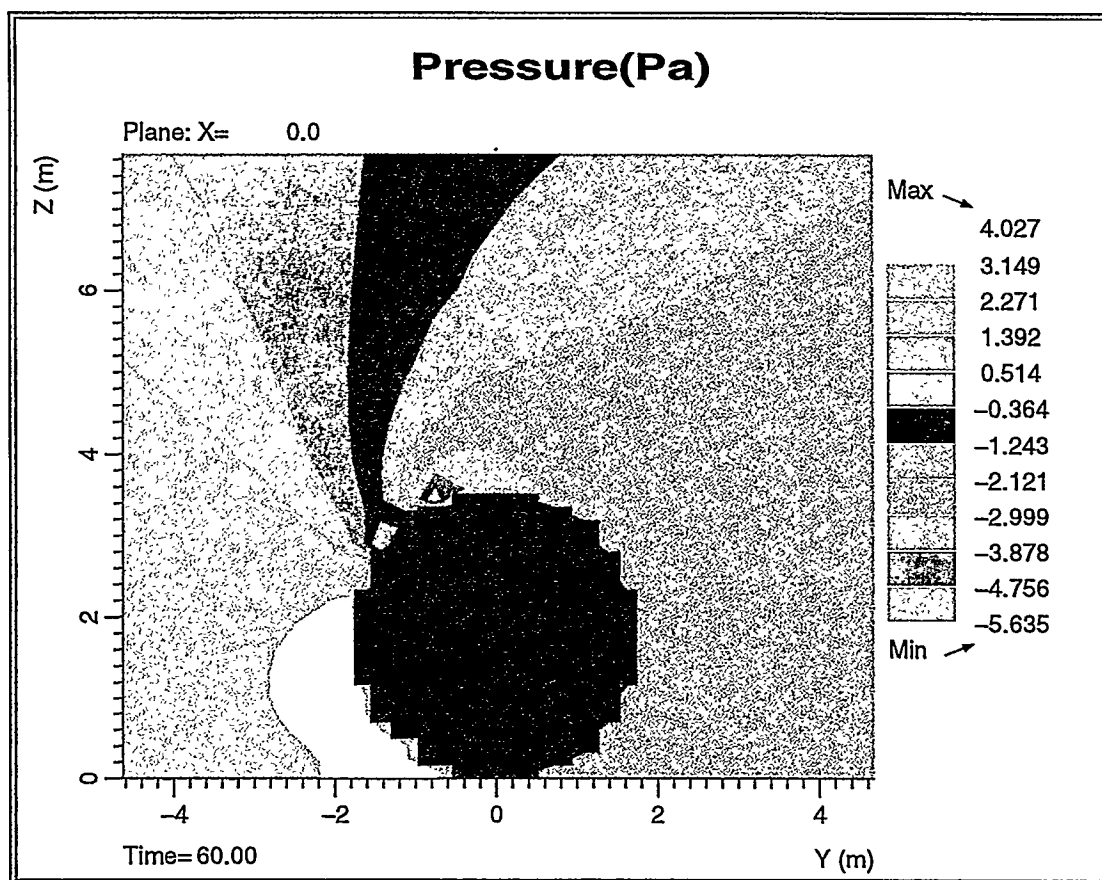 Pressure(Pa)
Plane: X= 0.0
Z (m)
6
4
2
0
-4 -2 0 2 4
Y (m)
Time= 60.00
Max
4.027
3.149
2.271
1.392
0.514
-0.364
-1.243
-2.121
-2.999
-3.878
-4.756
-5.635
Min